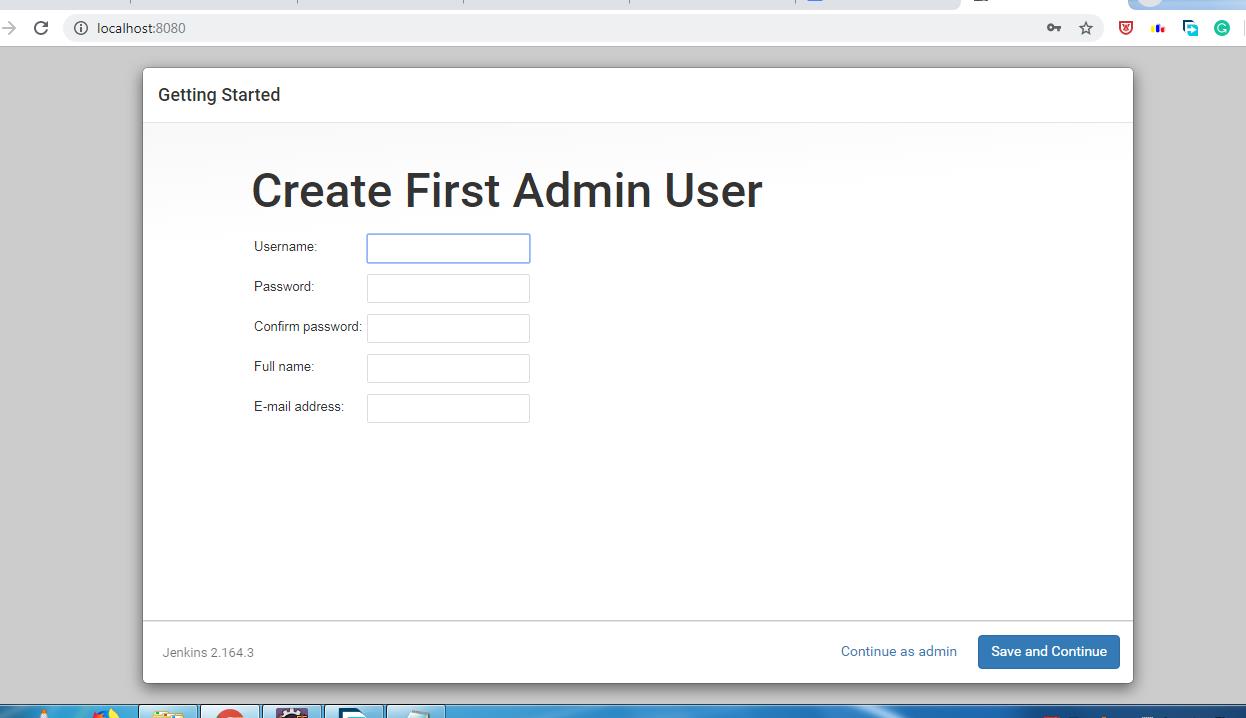 localhost:8080
Getting Started
Create First Admin User
Username:
Password:
Confirm password:
Full name:
E-mail address:
Jenkins 2.164.3
Continue as admin
Save and Continue